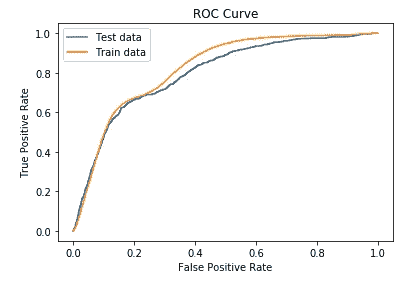 ROC Curve
Test data
Train data
True Positive Rate
1.0
0.8
0.6
0.4
0.2
0.0
0.0 0.2 0.4 0.6 0.8 1.0
False Positive Rate